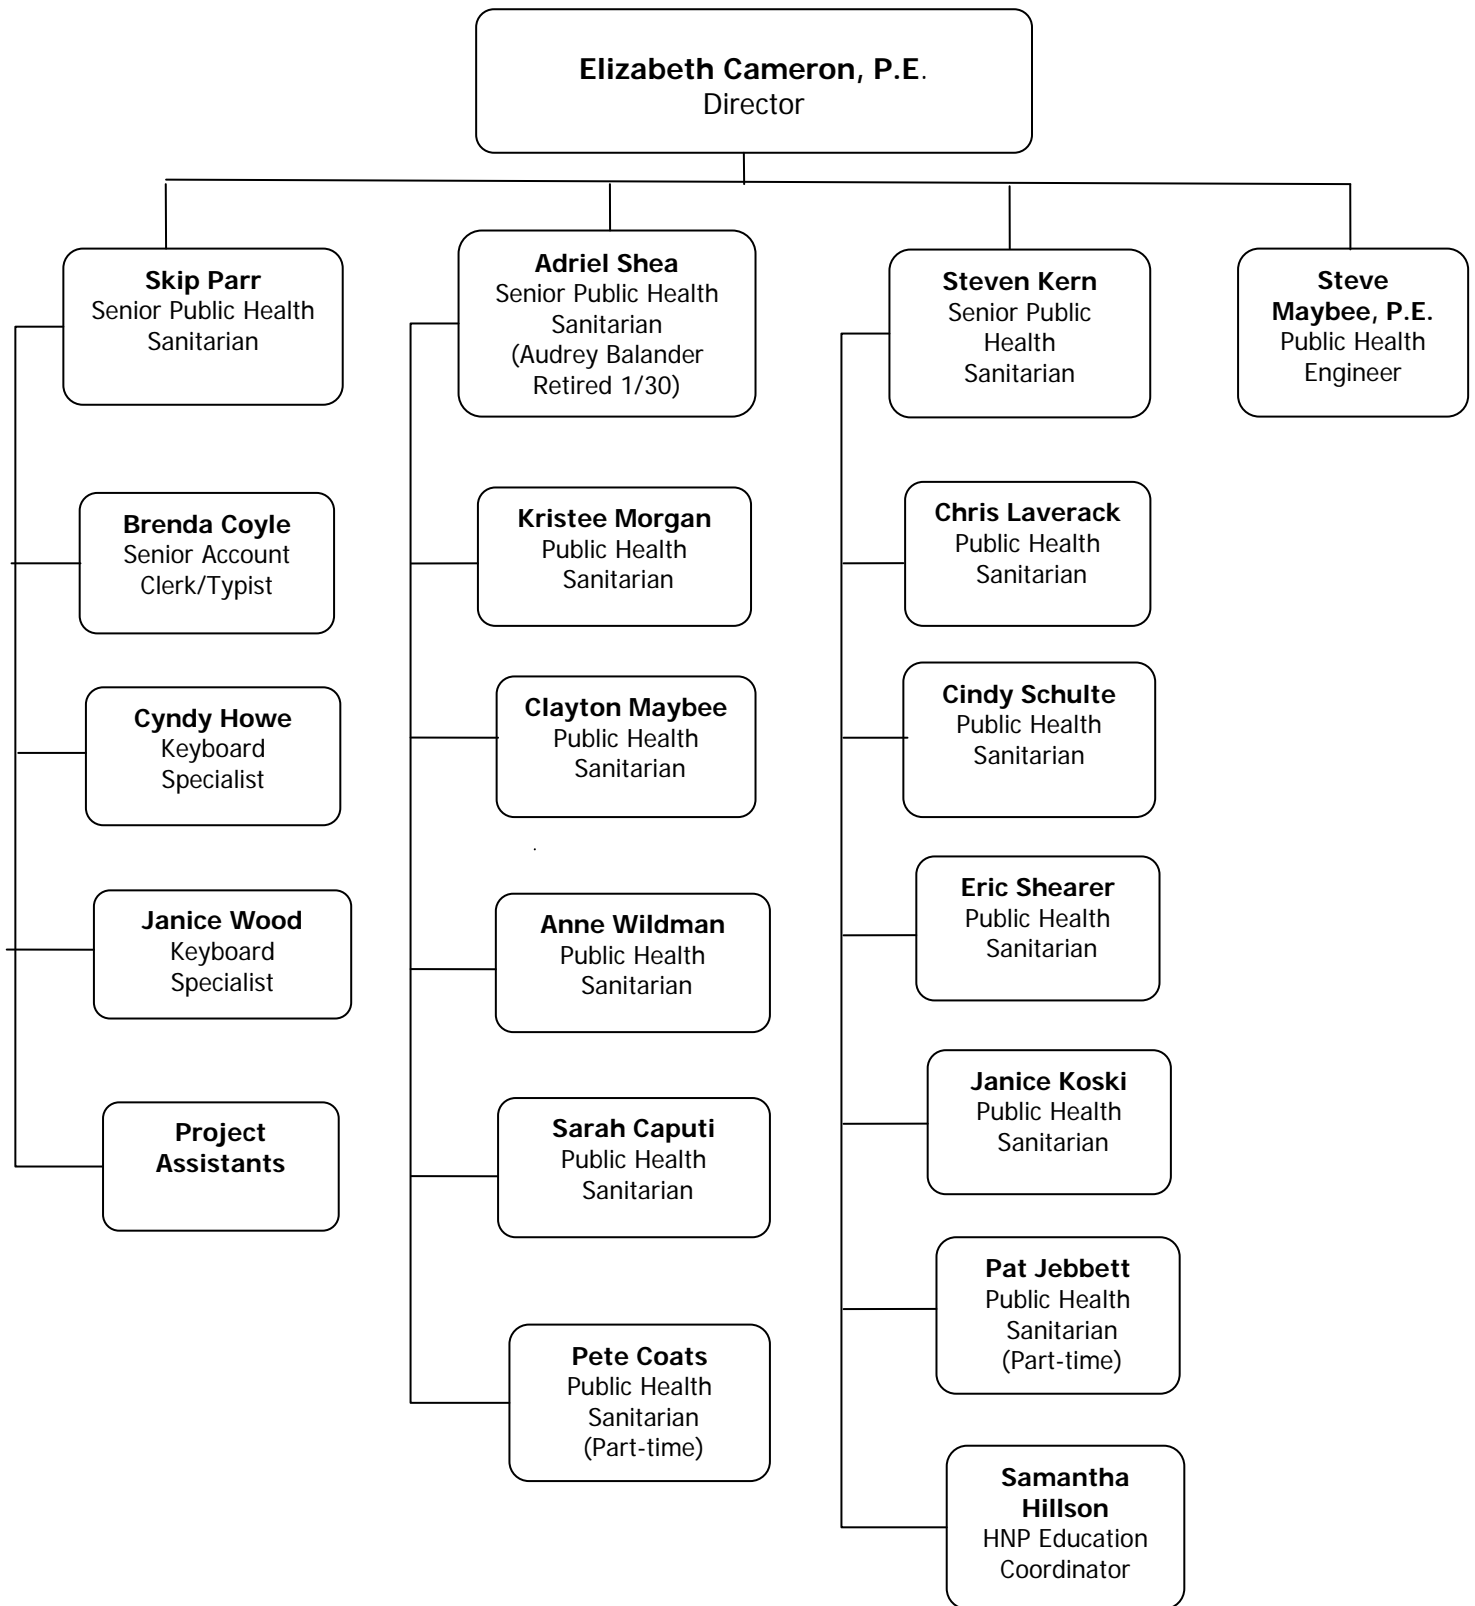 Elizabeth Cameron, P.E.
Director
Skip Parr
Senior Public Health
Sanitarian
Adriel Shea
Senior Public Health
Sanitarian
(Audrey Balander
Retired 1/30)
Steven Kern
Senior Public
Health
Sanitarian
Steve
Maybee, P.E.
Public Health
Engineer
Brenda Coyle
Senior Account
Clerk/Typist
Cyndy Howe
Keyboard
Specialist
Janice Wood
Keyboard
Specialist
Project
Assistants
Kristee Morgan
Public Health
Sanitarian
Clayton Maybee
Public Health
Sanitarian
Anne Wildman
Public Health
Sanitarian
Sarah Caputi
Public Health
Sanitarian
Pete Coats
Public Health
Sanitarian
(Part-time)
Chris Laverack
Public Health
Sanitarian
Cindy Schulte
Public Health
Sanitarian
Eric Shearer
Public Health
Sanitarian
Janice Koski
Public Health
Sanitarian
Pat Jebbett
Public Health
Sanitarian
(Part-time)
Samantha
Hillson
HNP Education
Coordinator